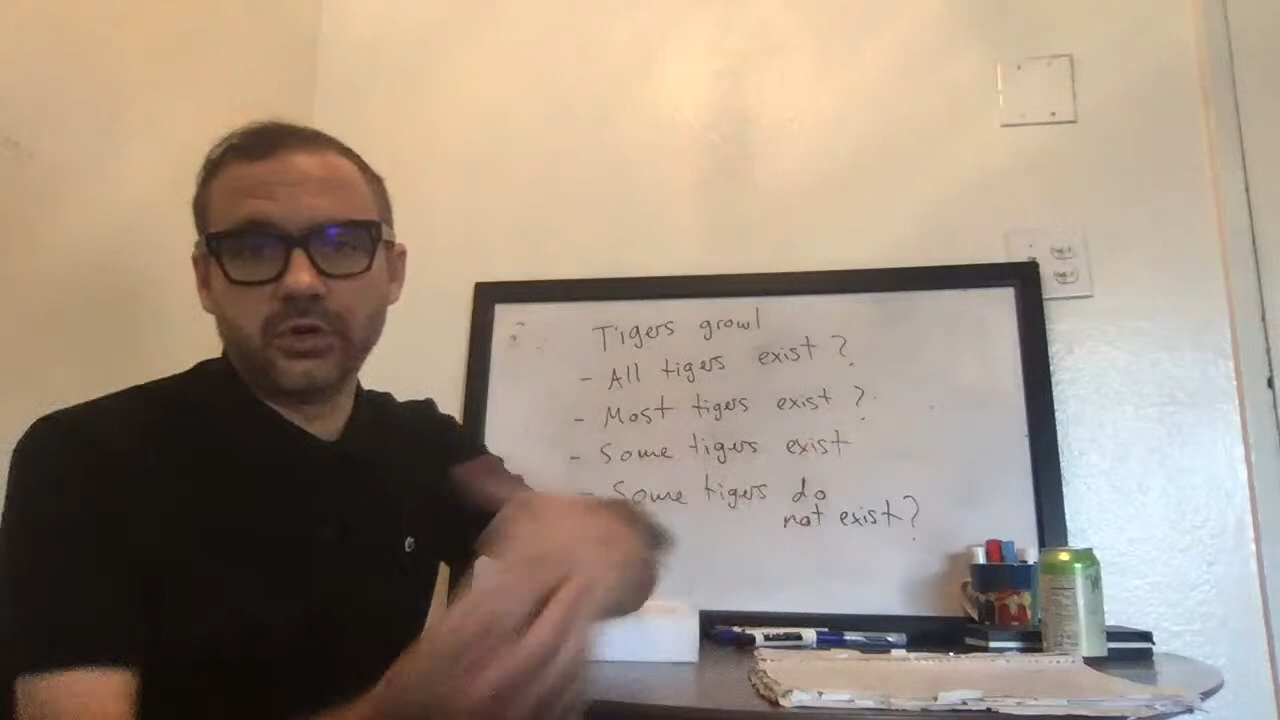 Tigers growl
- All tigers exist?
- Most tigers exist?
- Some tigers exist
- Some tigers do
not exist?